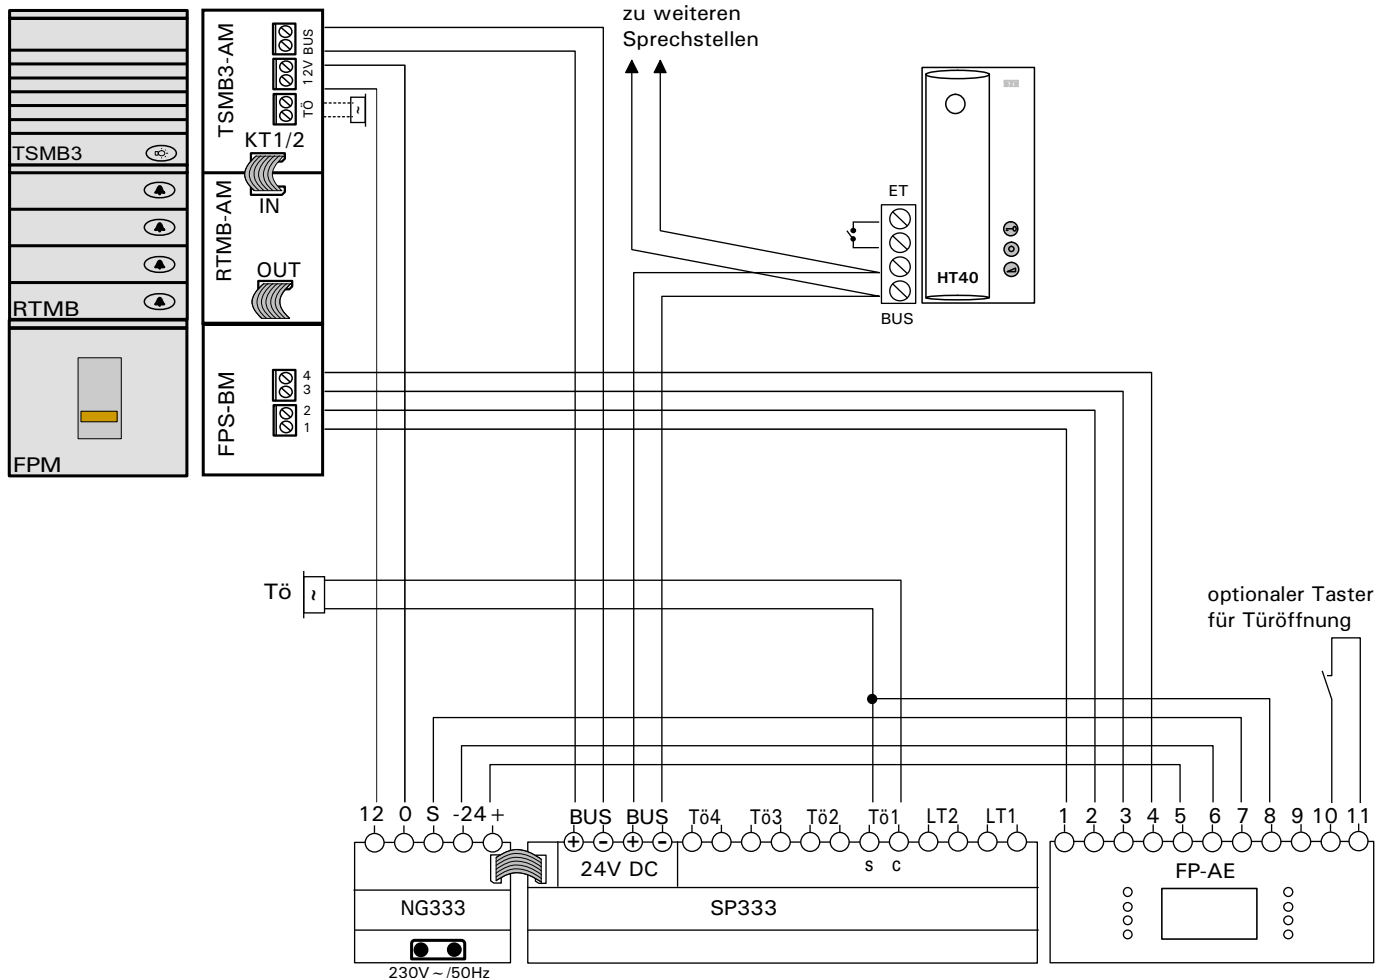 zu weiteren
Sprechstellen
TSMB3-AM
BUS
12V
TÖ
~
KT1/2
TSMB3
RTMB-AM
IN
OUT
RTMB
ET
HT40
BUS
FPS-BM
4
3
2
1
FPM
Tö
~
optionaler Taster
für Türöffnung
12 0 S -24+
BUS BUS
+ - + -
24V DC
Tö4 Tö3 Tö2 Tö1 LT2 LT1
S C
1 2 3 4 5 6 7 8 9 10 11
FP-AE
NG333
SP333
230V~/50Hz